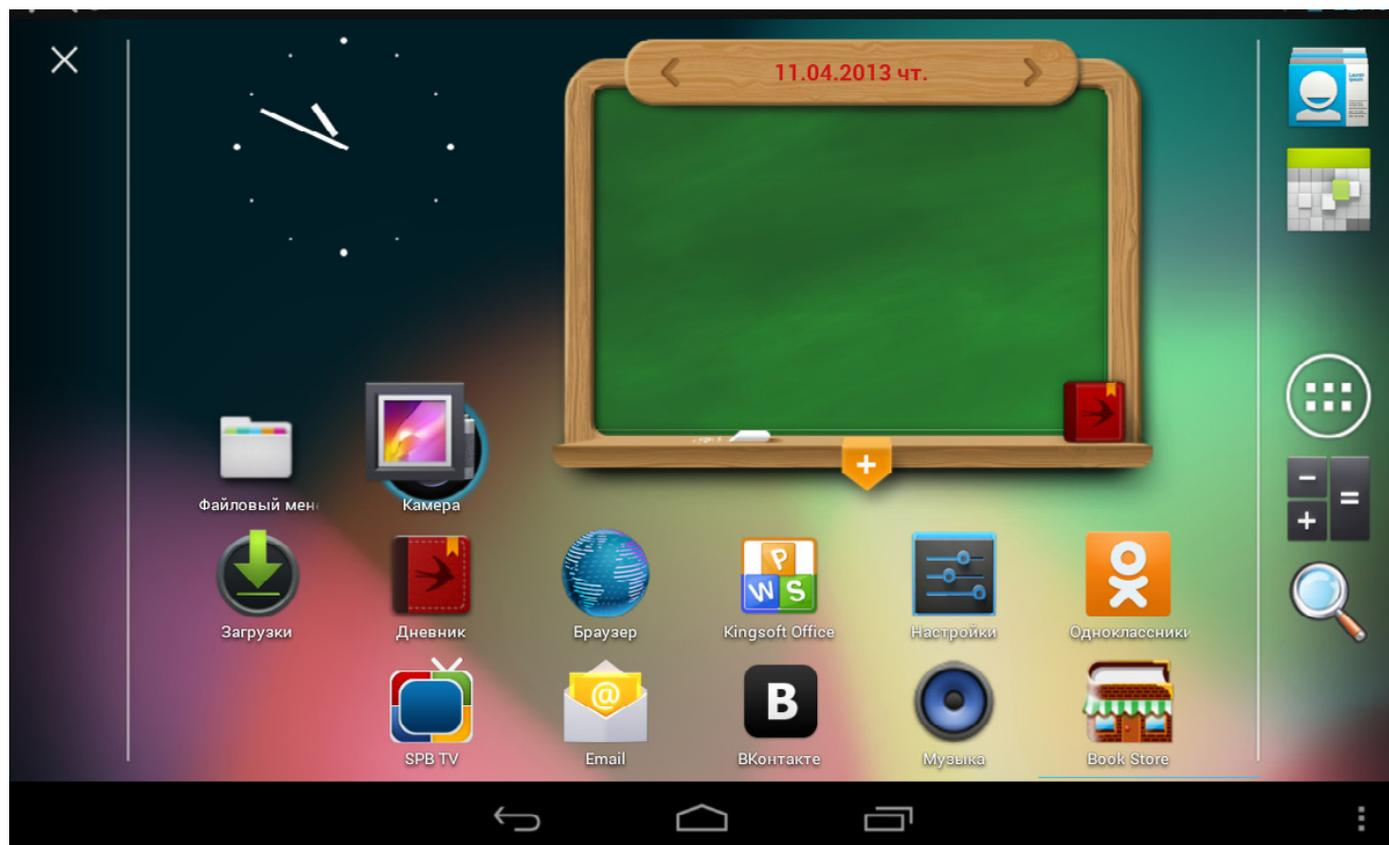 11.04.2013 чт.
Файловый мен
Камера
Загрузки
Дневник
Браузер
P
W S
Kingsoft Office
Настройки
Одноклассники
SPB TV
@
Email
B
ВКонтакте
Музыка
Book Store